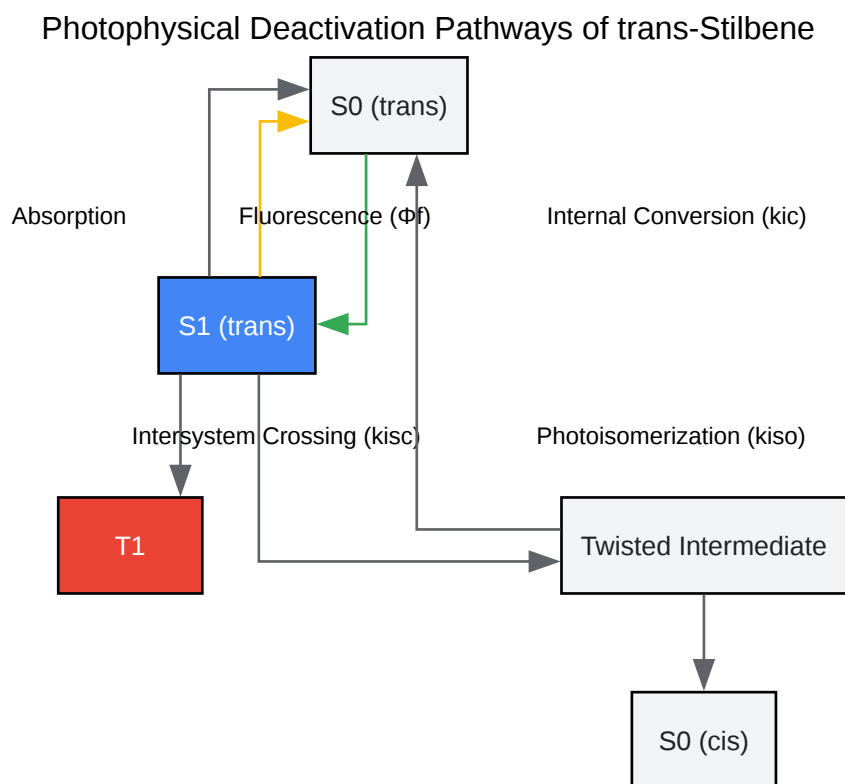 Photophysical Deactivation Pathways of trans-Stilbene
S0 (trans)
Absorption
Fluorescence (Φf)
Internal Conversion (kic)
S1 (trans)
Intersystem Crossing (kisc)
Photoisomerization (kiso)
T1
Twisted Intermediate
S0 (cis)